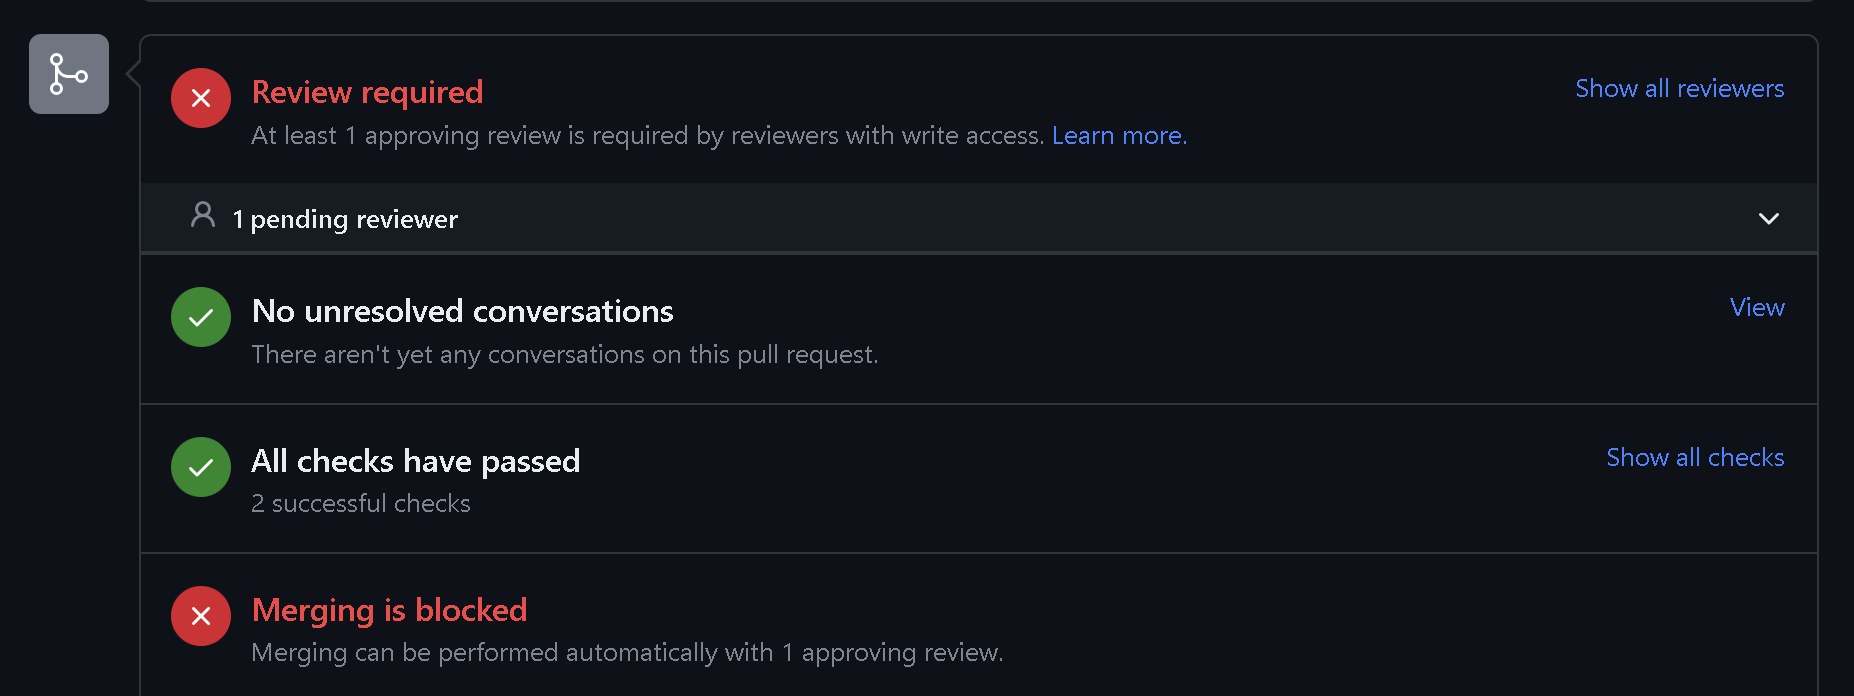 Review required
Show all reviewers
At least 1 approving review is required by reviewers with write access. Learn more.
1 pending reviewer
No unresolved conversations
View
There aren't yet any conversations on this pull request.
All checks have passed
Show all checks
2 successful checks
Merging is blocked
Merging can be performed automatically with 1 approving review.